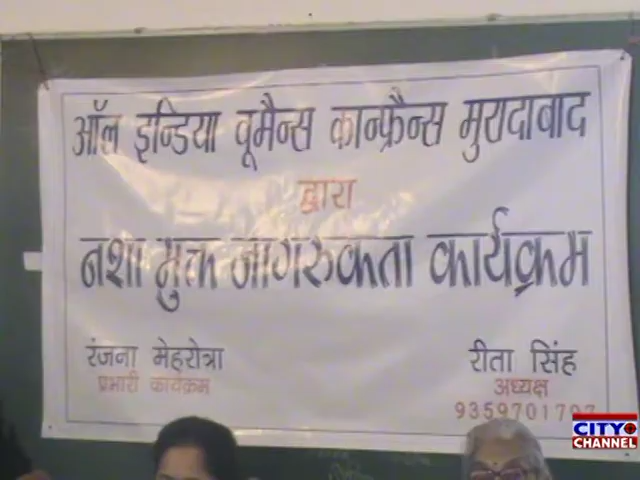 ऑल इन्डिया वूमैन्स कान्फ्रैन्स मुरादाबाद
द्वारा
नशा मुक्त जागरुकता कार्यक्रम
रंजना मेहरोत्रा
प्रभारी कार्यक्रम
रीता सिंह
अध्यक्ष
CITY
CHANNEL